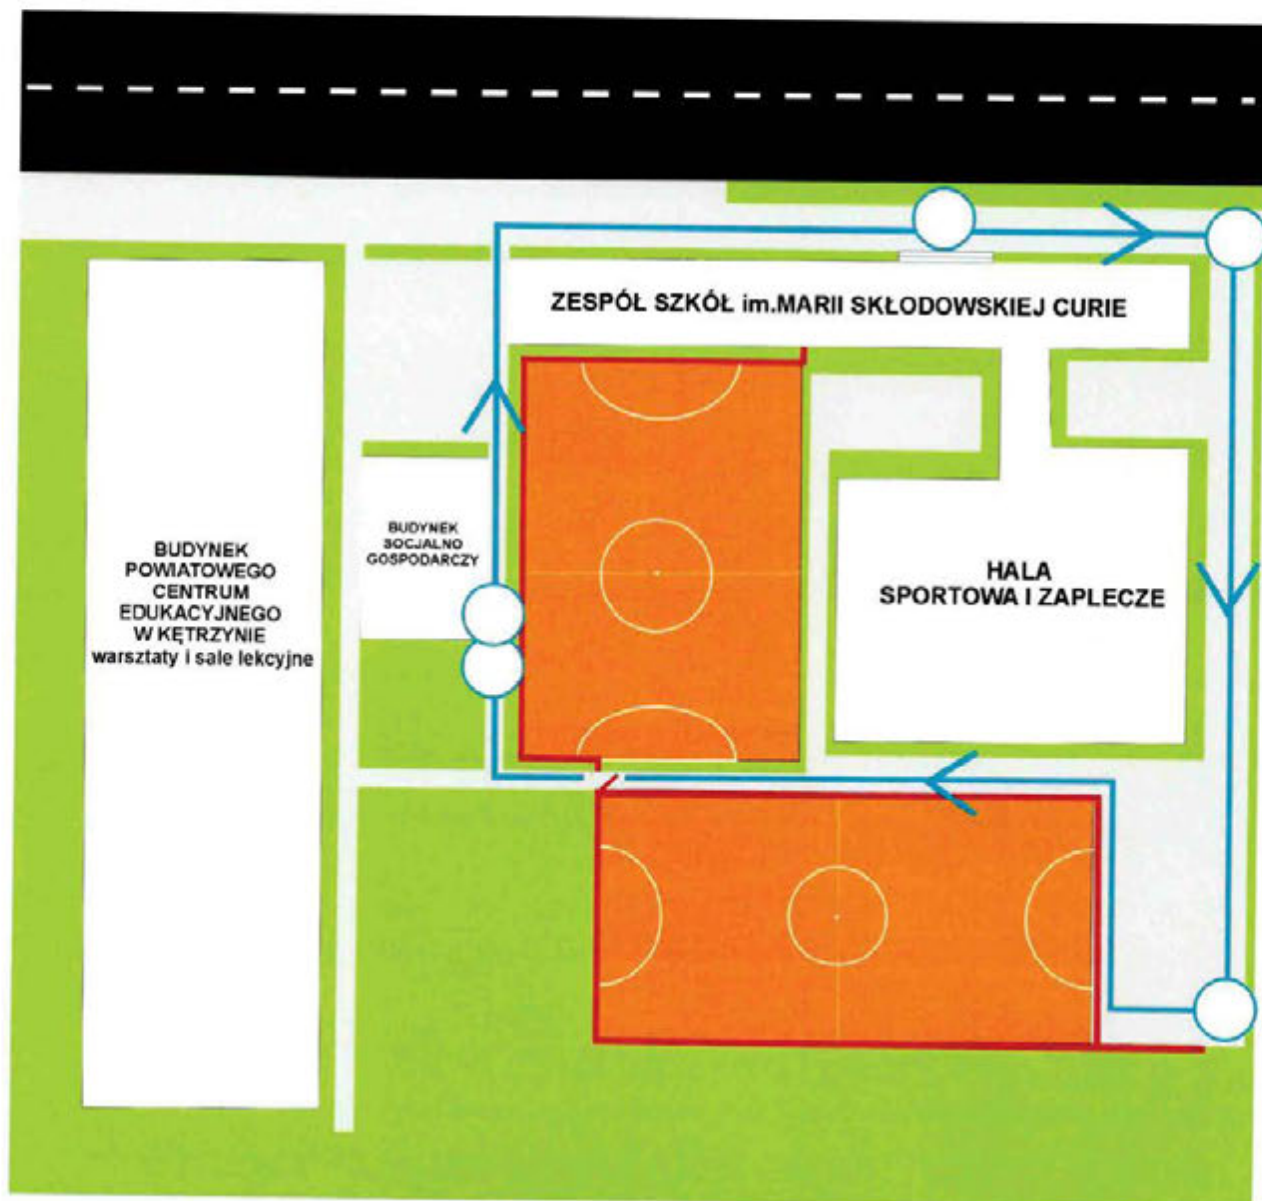 ZESPÓŁ SZKÓŁ im.MARII SKŁODOWSKIEJ CURIE
BUDYNEK
SOCJALNO
GOSPODARCZY
BUDYNEK
POWIATOWEGO
CENTRUM
EDUKACYJNEGO
W KĘTRZYNIE
warsztaty i sale lekcyjne
HALA
SPORTOWA I ZAPLECZE